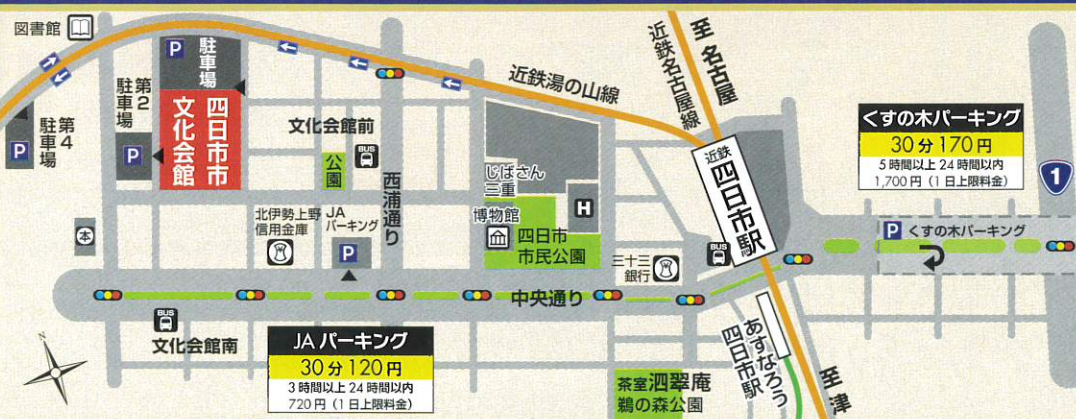 図書館
P
駐車場
第2
駐車場
P
第4
駐車場
P
四日市市
文化会館
文化会館前
BUS
公園
西浦通り
近鉄湯の山線
近鉄名古屋線
至 名古屋
近鉄
四日市駅
くすの木パーキング
30分170円
5時間以上24時間以内
1,700円（1日上限料金）
1
P くすの木パーキング
じばさん
三重
博物館
H
四日市
市民公園
北伊勢上野
信用金庫
JA
パーキング
P
本
三十三
銀行
BUS
中央通り
BUS
文化会館南
JAパーキング
30分120円
3時間以上24時間以内
720円（1日上限料金）
あすなろう
四日市駅
至 津
茶室泗翠庵
鵜の森公園
N